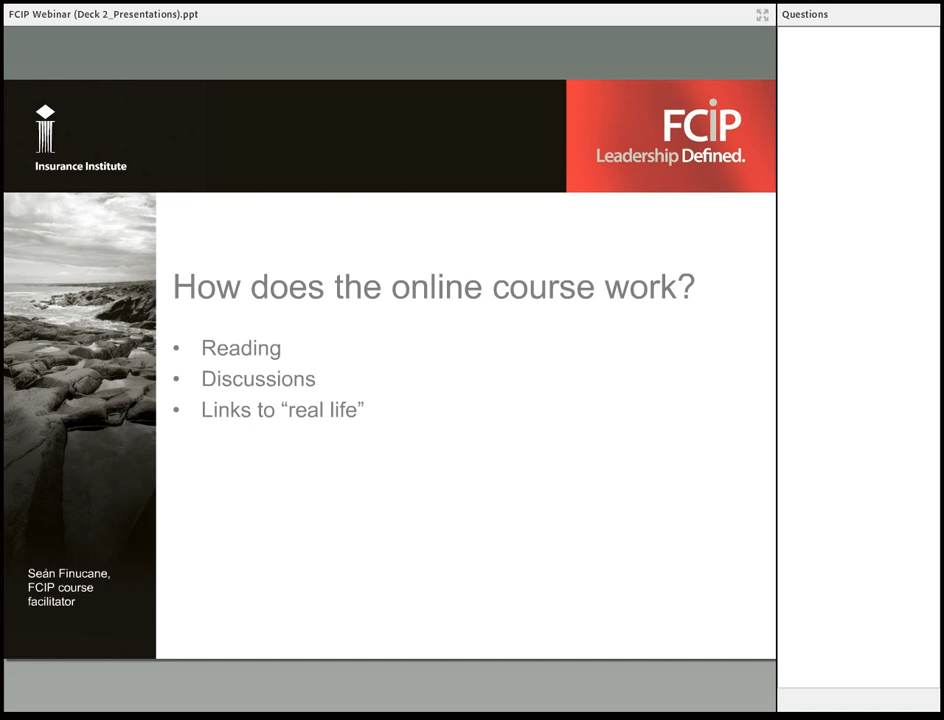 FCIP Webinar (Deck 2_Presentations).ppt
Questions
Insurance Institute
FCiP
Leadership Defined.
How does the online course work?
• Reading
• Discussions
• Links to “real life”
Seán Finucane,
FCIP course
facilitator